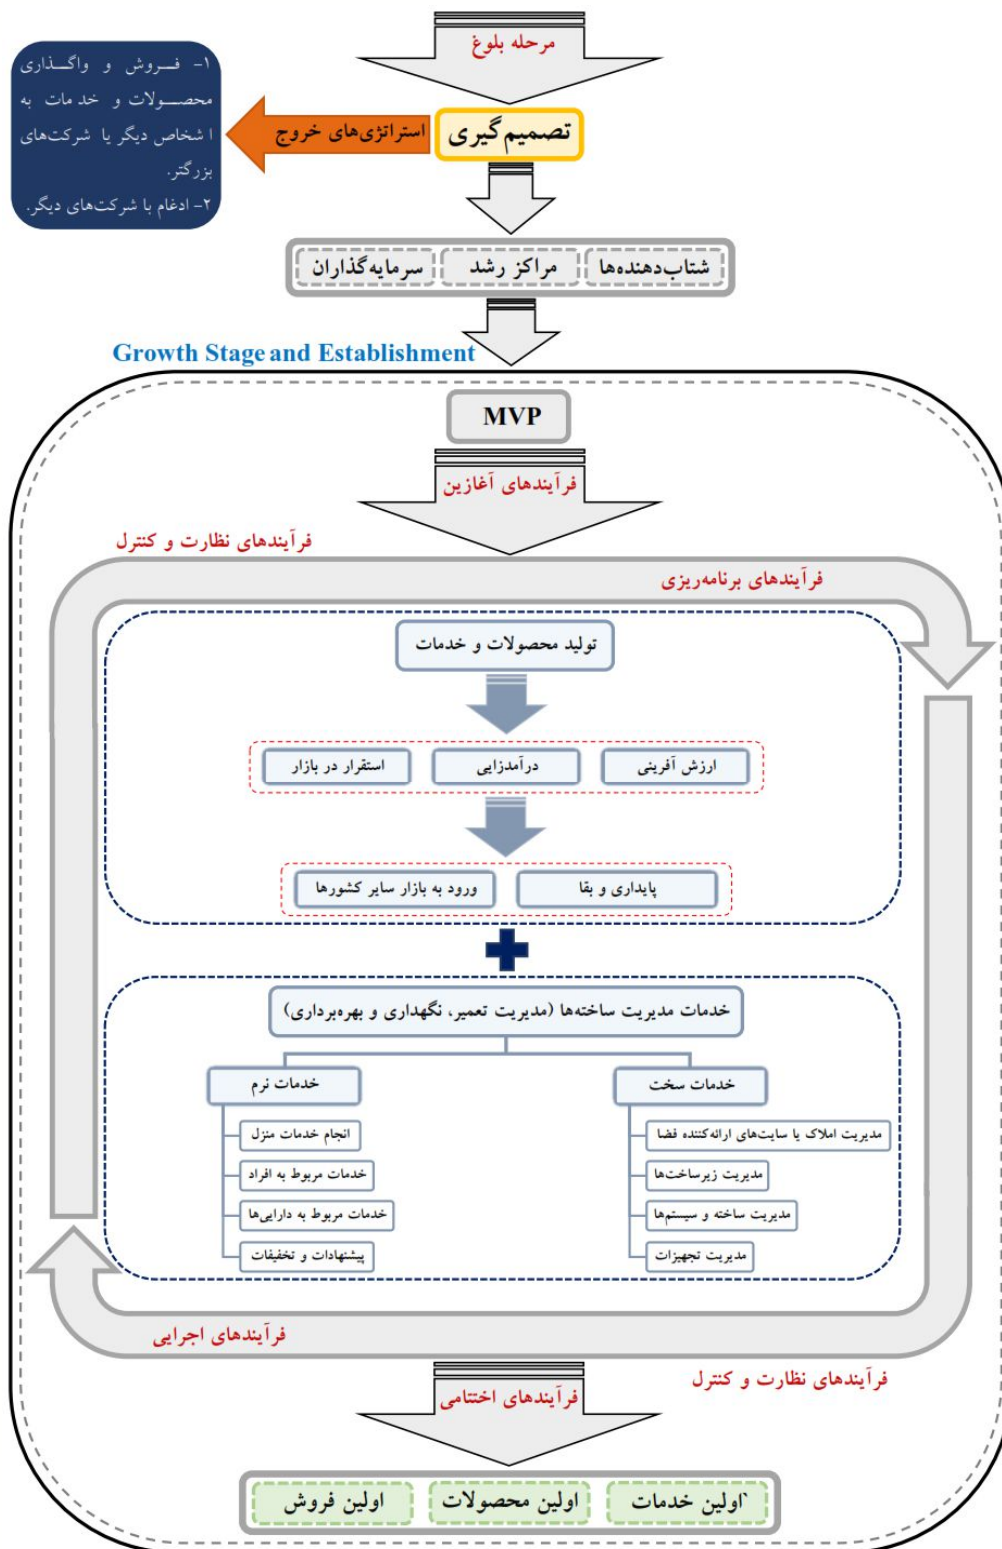 مرحله بلوغ
تصمیم‌گیری
استراتژی‌های خروج
۱- فــروش و واگــذاری
محصــولات و خدمات به
اشخاص دیگر یا شرکت‌های
بزرگتر.
۲- ادغام با شرکت‌های دیگر.
شتاب‌دهنده‌ها
مراکز رشد
سرمایه‌گذاران
Growth Stage and Establishment
MVP
فرآیندهای آغازین
فرآیندهای نظارت و کنترل
فرآیندهای برنامه‌ریزی
تولید محصولات و خدمات
ارزش آفرینی
درآمدزایی
استقرار در بازار
پایداری و بقا
ورود به بازار سایر کشورها
خدمات مدیریت ساخته‌ها (مدیریت تعمیر، نگهداری و بهره‌برداری)
خدمات سخت
مدیریت املاک یا سایت‌های ارائه‌کننده فضا
مدیریت زیرساخت‌ها
مدیریت ساخته و سیستم‌ها
مدیریت تجهیزات
خدمات نرم
انجام خدمات منزل
خدمات مربوط به افراد
خدمات مربوط به دارایی‌ها
پیشنهادات و تخفیفات
فرآیندهای اجرایی
فرآیندهای نظارت و کنترل
فرآیندهای اختتامی
`اولین خدمات
اولین محصولات
اولین فروش